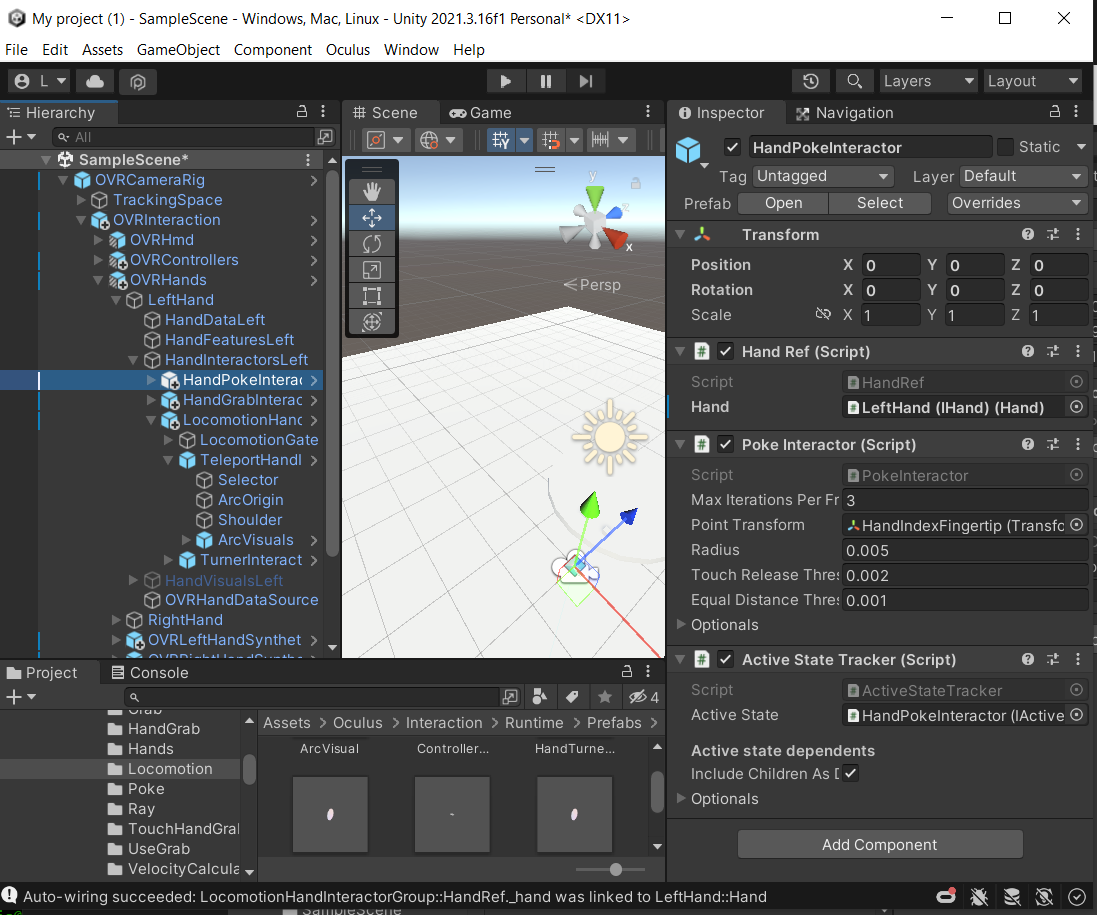 My project (1) - SampleScene - Windows, Mac, Linux - Unity 2021.3.16f1 Personal* <DX11>
File Edit Assets GameObject Component Oculus Window Help
L Layers Layout
Hierarchy
All
SampleScene*
OVRCameraRig
TrackingSpace
OVRInteraction
OVRHmd
OVRControllers
OVRHands
LeftHand
HandDataLeft
HandFeaturesLeft
HandInteractorsLeft
HandPokeInterac
HandGrabInterac
LocomotionHanc
LocomotionGate
TeleportHandI
Selector
ArcOrigin
Shoulder
ArcVisuals
TurnerInteract
HandVisualsLeft
OVRHandDataSource
RightHand
OVRLeftHandSynthet
Scene Game
y
x
Persp
Inspector Navigation
HandPokeInteractor Static
Tag Untagged Layer Default
Prefab Open Select Overrides
Transform
Position X 0 Y 0 Z 0
Rotation X 0 Y 0 Z 0
Scale X 1 Y 1 Z 1
Hand Ref (Script)
Script HandRef
Hand LeftHand (IHand) (Hand)
Poke Interactor (Script)
Script PokeInteractor
Max Iterations Per Fr 3
Point Transform HandIndexFingertip (Transfo
Radius 0.005
Touch Release Thres 0.002
Equal Distance Thres 0.001
Optionals
Active State Tracker (Script)
Script ActiveStateTracker
Active State HandPokeInteractor (IActive
Active state dependents
Include Children As D
Optionals
Add Component
Project Console
4
Grab
HandGrab
Hands
Locomotion
Poke
Ray
TouchHandGral
UseGrab
VelocityCalcula
Assets > Oculus > Interaction > Runtime > Prefabs >
ArcVisual Controller... HandTurne...
Auto-wiring succeeded: LocomotionHandInteractorGroup::HandRef._hand was linked to LeftHand::Hand
SampleScene